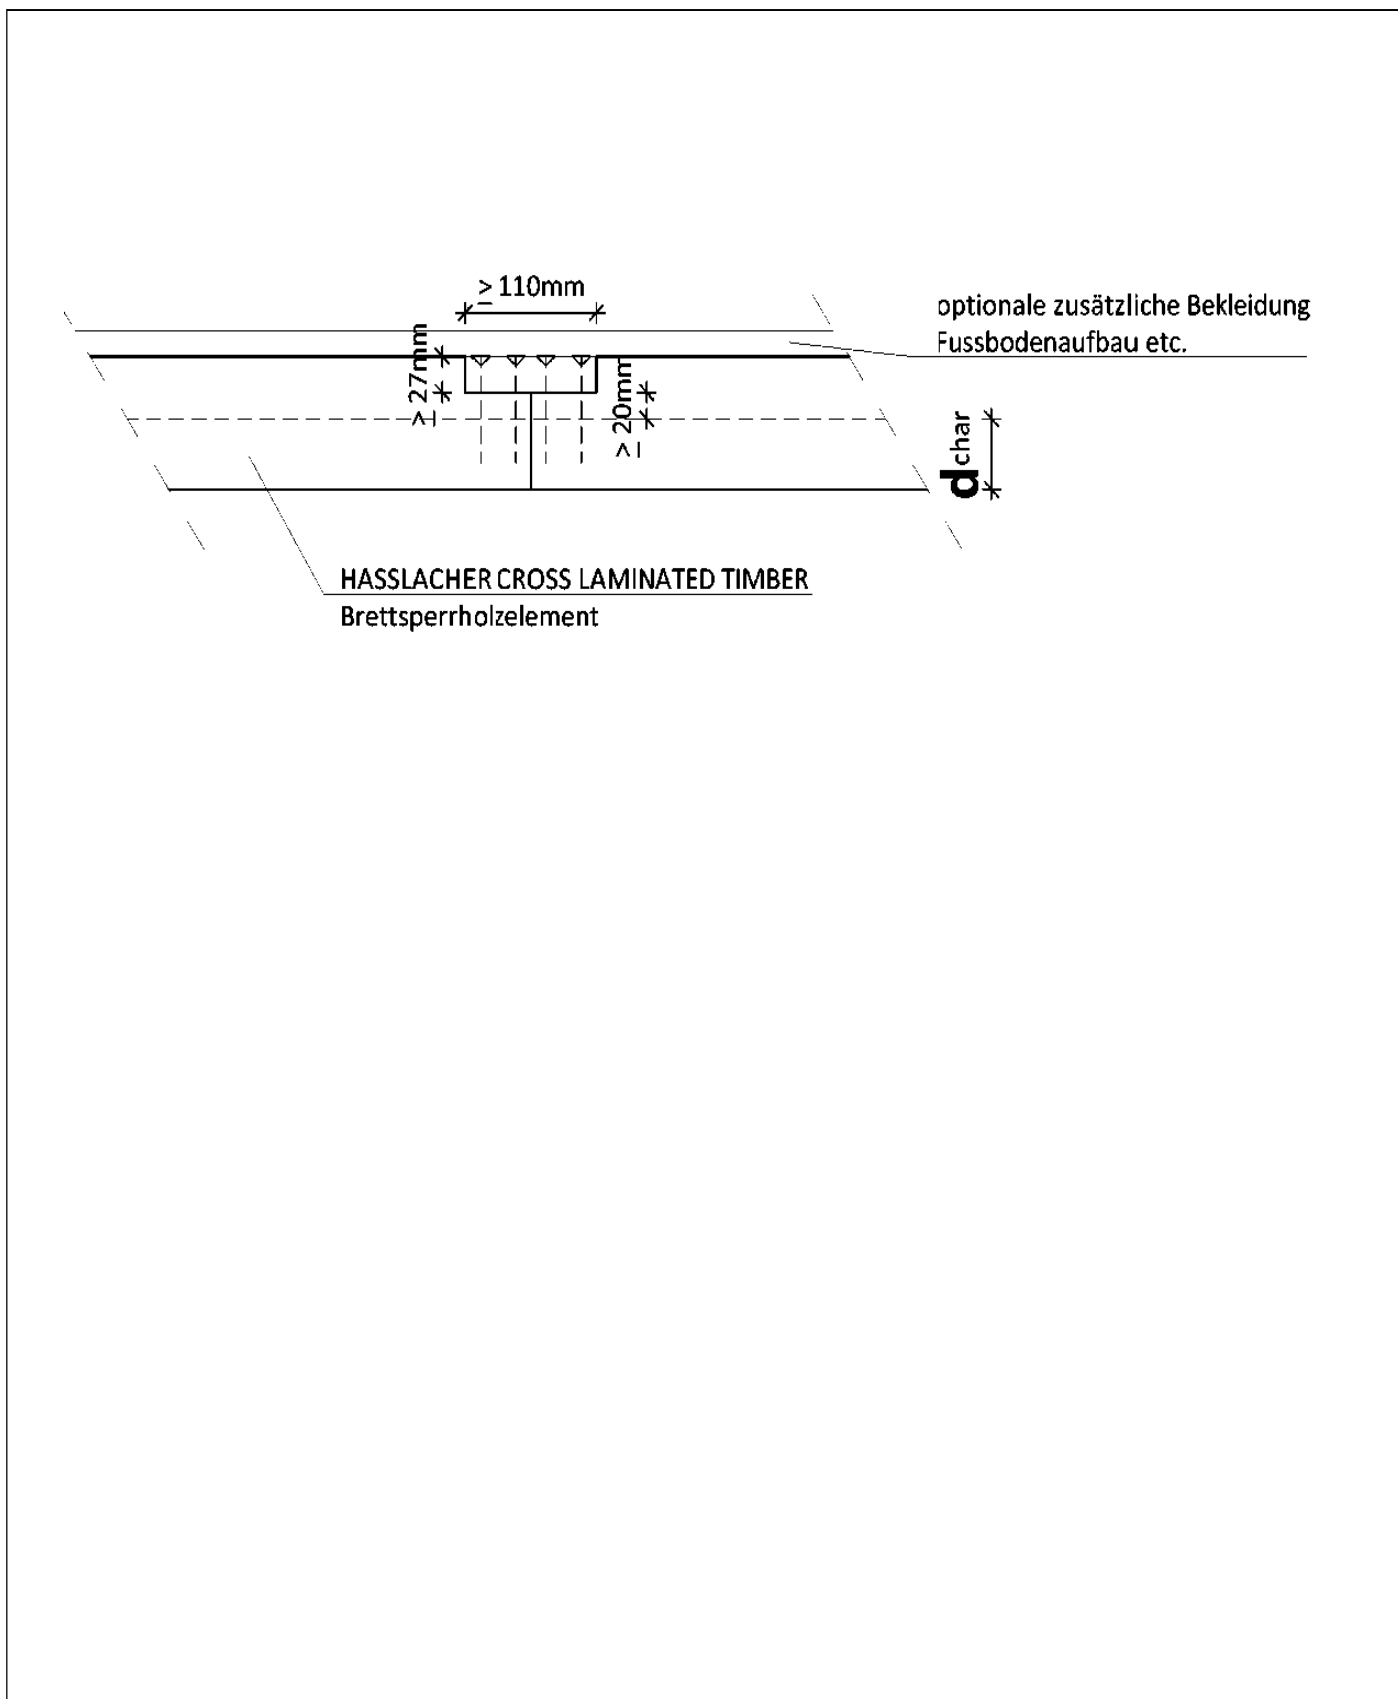 ≥ 110mm
optionale zusätzliche Bekleidung
Fussbodenaufbau etc.
≥ 27mm
≥ 20mm
dchar
HASSLACHER CROSS LAMINATED TIMBER
Brettsperrholzelement